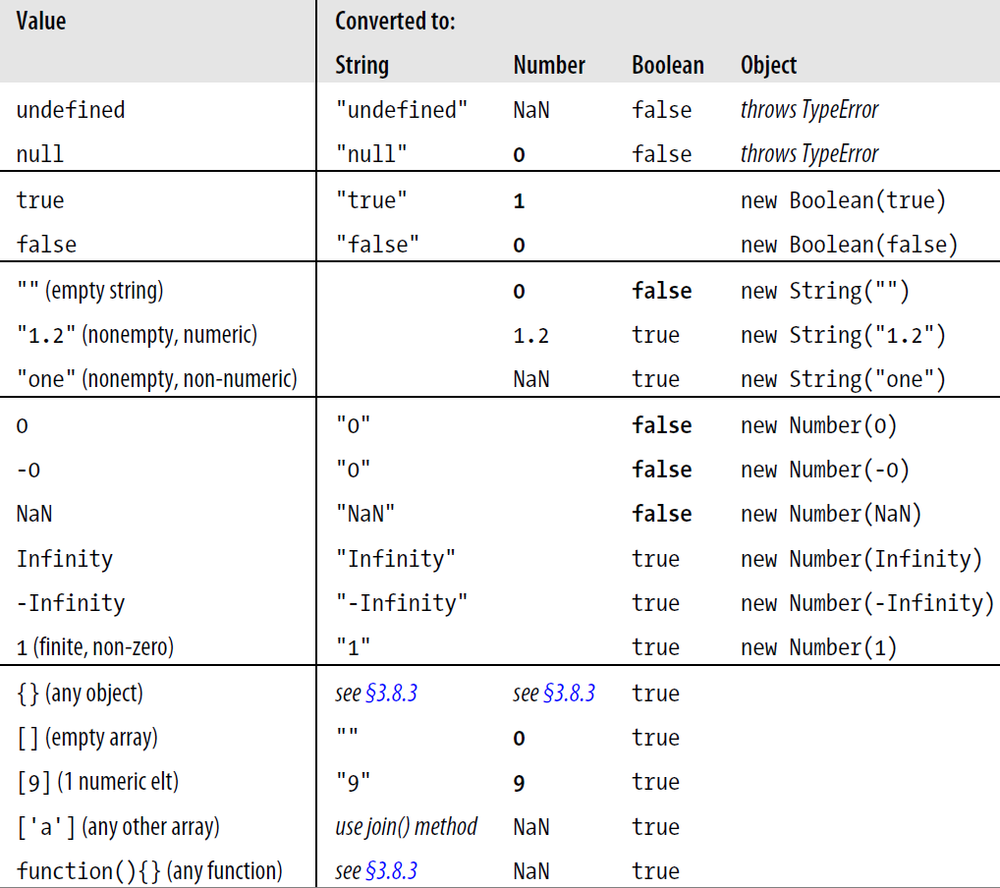 Value Converted to:
String Number Boolean Object
undefined "undefined" NaN false throws TypeError
null "null" 0 false throws TypeError
true "true" 1 new Boolean(true)
false "false" 0 new Boolean(false)
"" (empty string) 0 false new String("")
"1.2" (nonempty, numeric) 1.2 true new String("1.2")
"one" (nonempty, non-numeric) NaN true new String("one")
0 "0" false new Number(0)
-0 "0" false new Number(-0)
NaN "NaN" false new Number(NaN)
Infinity "Infinity" true new Number(Infinity)
-Infinity "-Infinity" true new Number(-Infinity)
1 (finite, non-zero) "1" true new Number(1)
{} (any object) see §3.8.3 see §3.8.3 true
[] (empty array) "" 0 true
[9] (1 numeric elt) "9" 9 true
['a'] (any other array) use join() method NaN true
function(){} (any function) see §3.8.3 NaN true